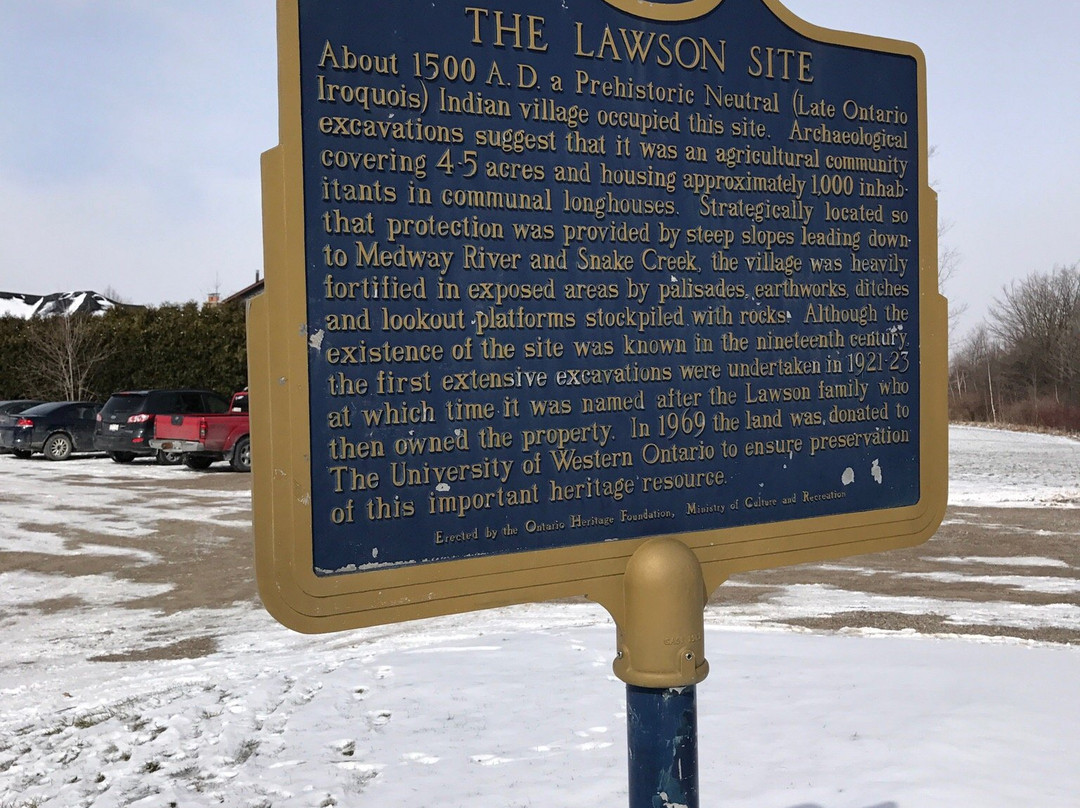 THE LAWSON SITE
About 1500 A.D. a Prehistoric Neutral (Late Ontario
Iroquois) Indian village occupied this site. Archaeological
excavations suggest that it was an agricultural community
covering 4-5 acres and housing approximately 1,000 inhab-
itants in communal longhouses. Strategically located so
that protection was provided by steep slopes leading down-
to Medway River and Snake Creek, the village was heavily
fortified in exposed areas by palisades, earthworks, ditches
and lookout platforms stockpiled with rocks. Although the
existence of the site was known in the nineteenth century,
the first extensive excavations were undertaken in 1921-23
at which time it was named after the Lawson family who
then owned the property. In 1969 the land was donated to
The University of Western Ontario to ensure preservation
of this important heritage resource.
Erected by the Ontario Heritage Foundation, Ministry of Culture and Recreation